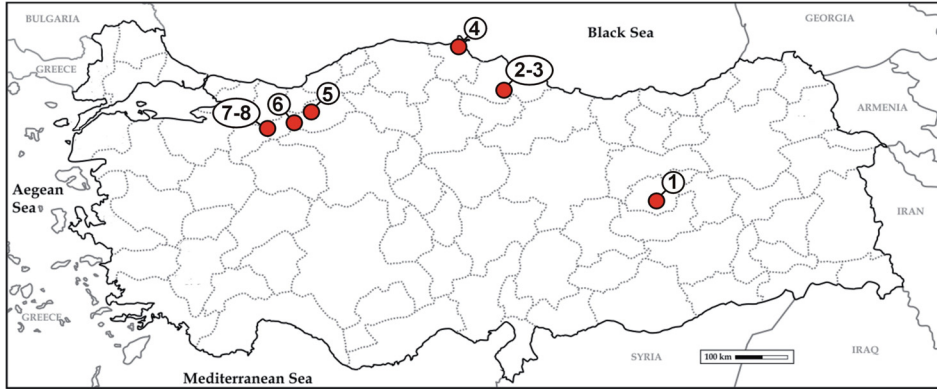 BULGARIA
GEORGIA
4
Black Sea
GREECE
2-3
5
6
7-8
ARMENIA
1
Aegean
Sea
IRAN
GREECE
SYRIA
100 km
IRAQ
Mediterranean Sea